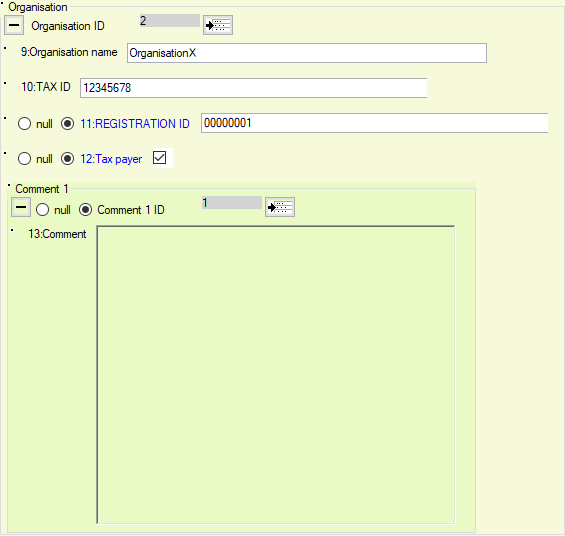 Organisation
Organisation ID 2
9:Organisation name OrganisationX
10:TAX ID 12345678
null 11:REGISTRATION ID 00000001
null 12:Tax payer
Comment 1
null Comment 1 ID 1
13:Comment